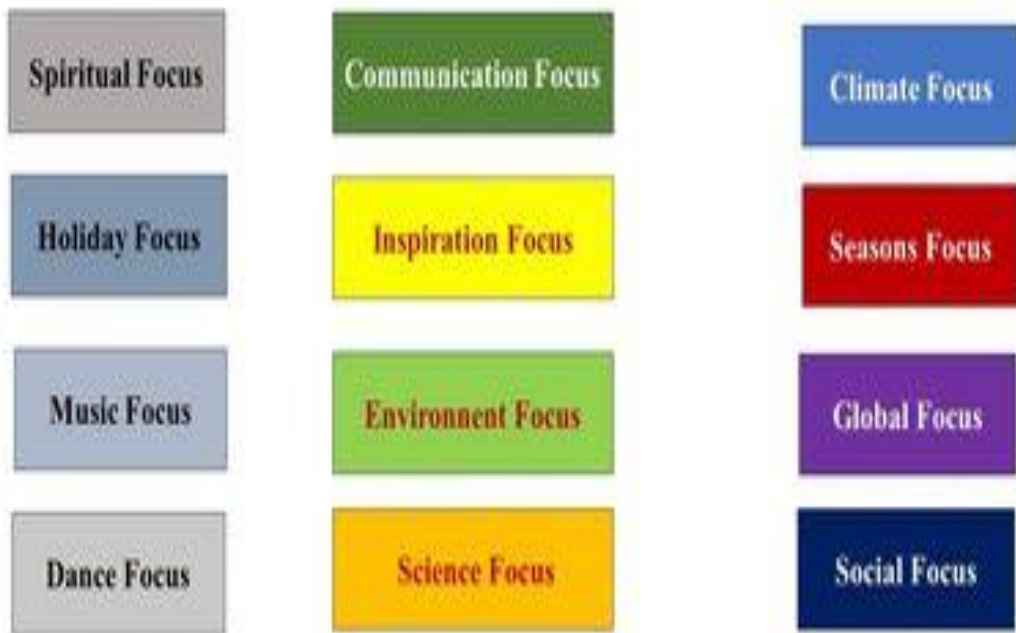 Spiritual Focus
Communication Focus
Climate Focus
Holiday Focus
Inspiration Focus
Seasons Focus
Music Focus
Environnent Focus
Global Focus
Dance Focus
Science Focus
Social Focus